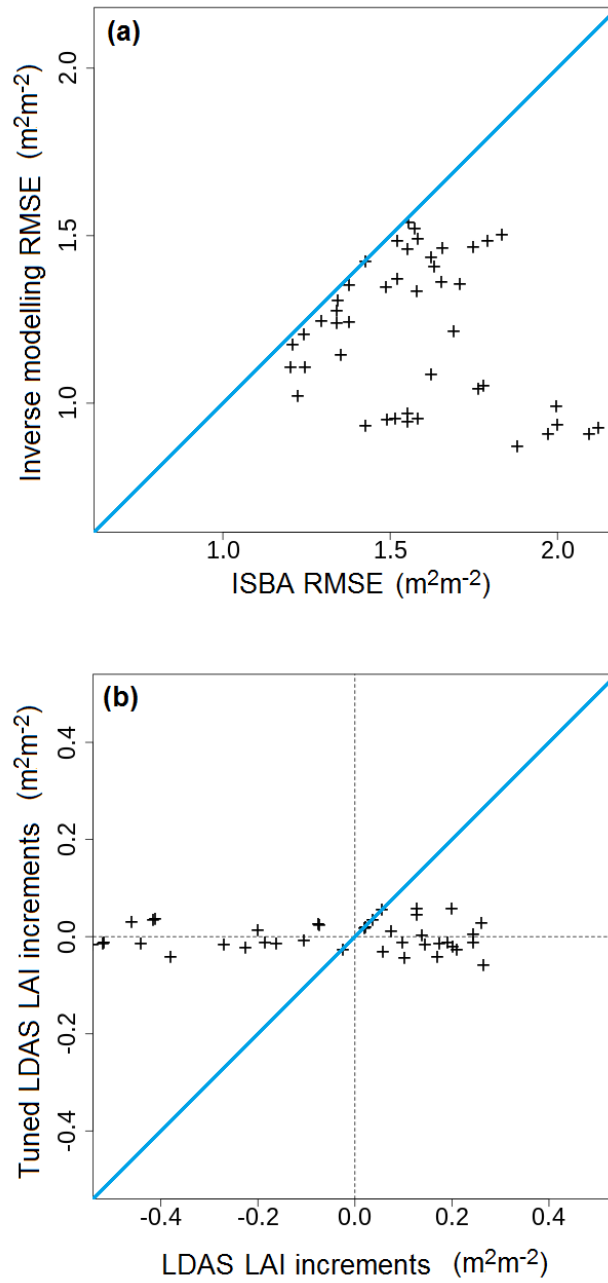 (a)
Inverse modelling RMSE (m²m⁻²)
2.0
1.5
1.0
1.0 1.5 2.0
ISBA RMSE (m²m⁻²)
(b)
Tuned LDAS LAI increments (m²m⁻²)
0.4
0.2
0.0
-0.2
-0.4
-0.4 -0.2 0.0 0.2 0.4
LDAS LAI increments (m²m⁻²)